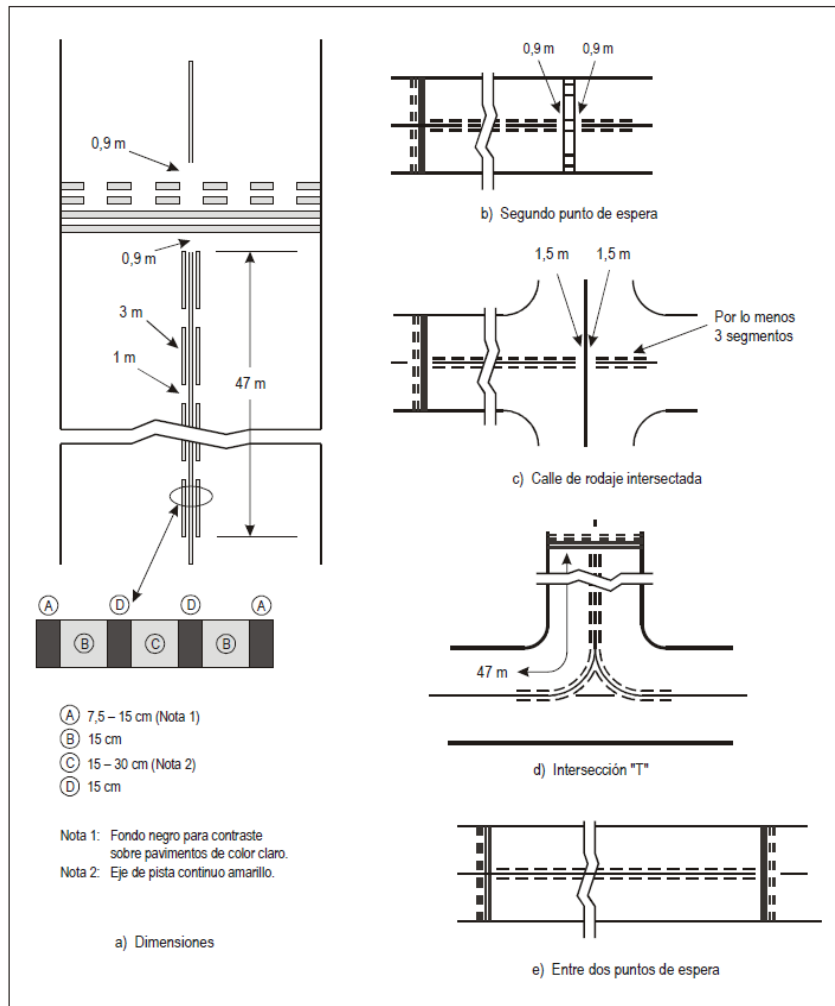 0,9 m
0,9 m
3 m
1 m
47 m
A D D A
B C B
A 7,5 – 15 cm (Nota 1)
B 15 cm
C 15 – 30 cm (Nota 2)
D 15 cm
Nota 1: Fondo negro para contraste
sobre pavimentos de color claro.
Nota 2: Eje de pista continuo amarillo.
a) Dimensiones
0,9 m 0,9 m
b) Segundo punto de espera
1,5 m 1,5 m
Por lo menos
3 segmentos
c) Calle de rodaje intersectada
47 m
d) Intersección "T"
e) Entre dos puntos de espera